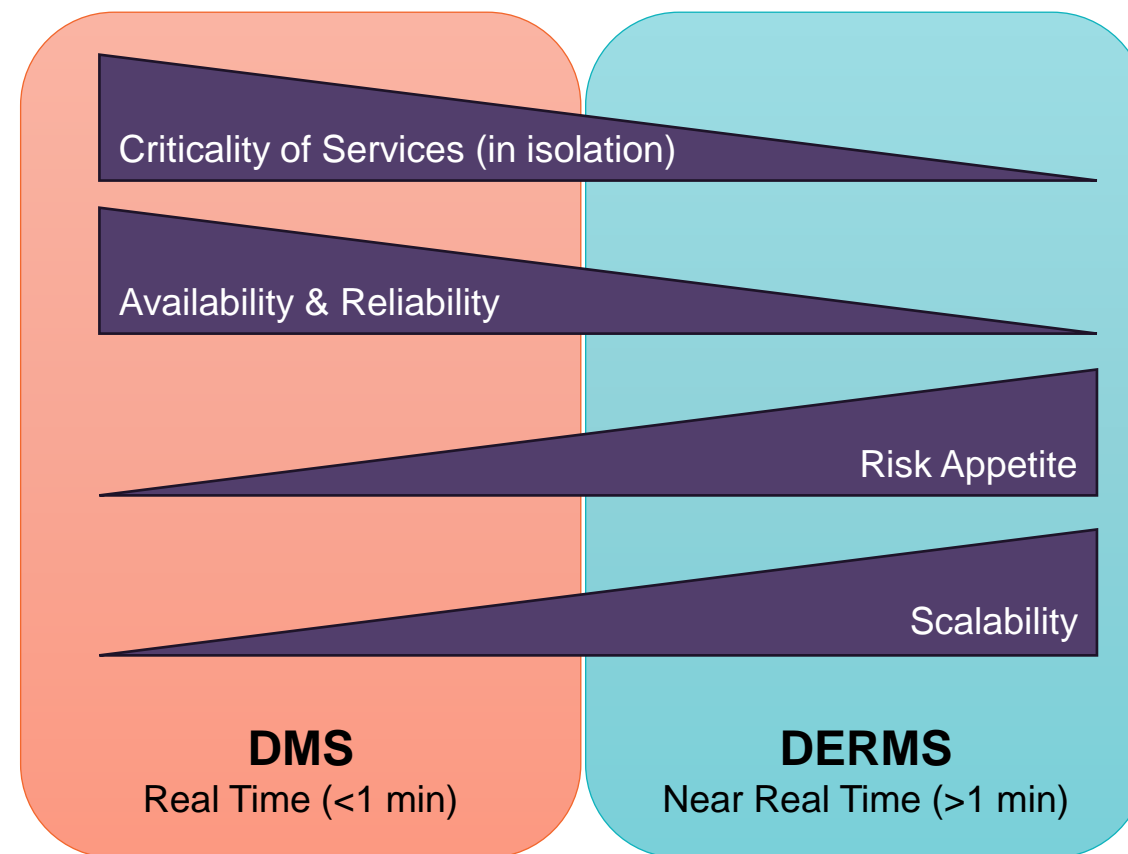 Criticality of Services (in isolation)
Availability & Reliability
Risk Appetite
Scalability
DMS
Real Time (<1 min)
DERMS
Near Real Time (>1 min)